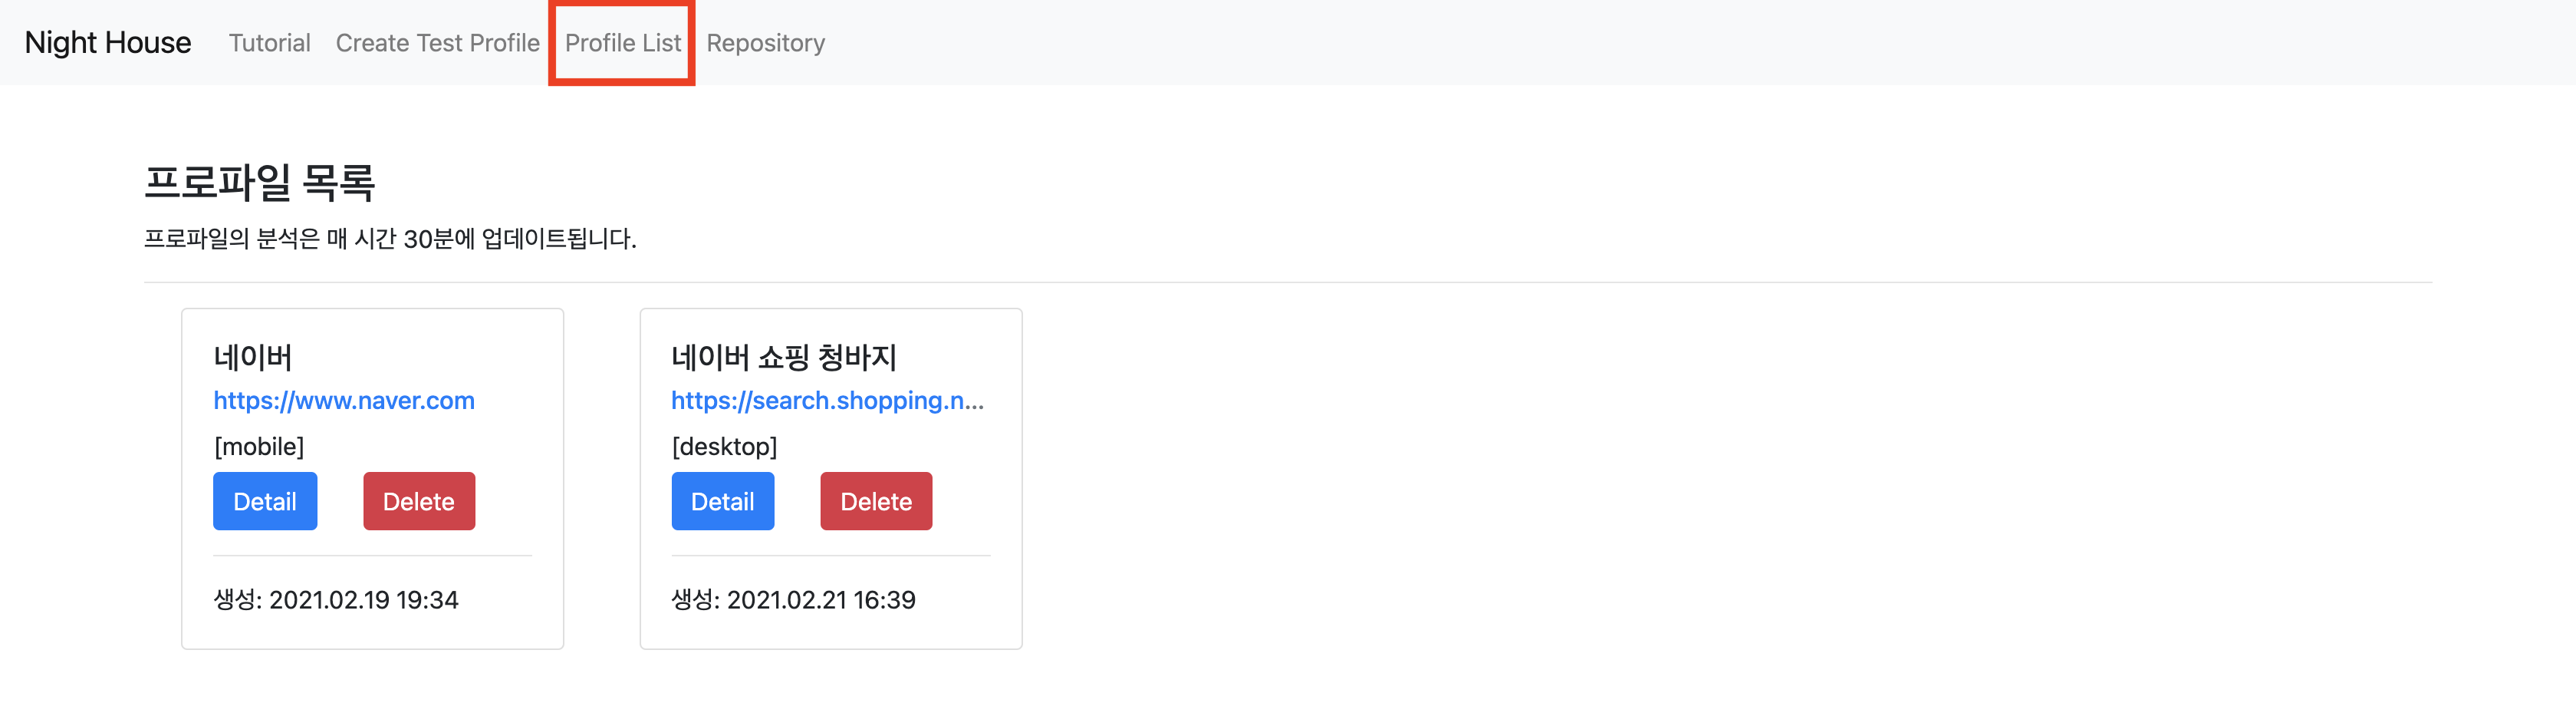 Night House Tutorial Create Test Profile Profile List Repository
프로파일 목록
프로파일의 분석은 매 시간 30분에 업데이트됩니다.
네이버
https://www.naver.com
[mobile]
Detail Delete
생성: 2021.02.19 19:34
네이버 쇼핑 청바지
https://search.shopping.n...
[desktop]
Detail Delete
생성: 2021.02.21 16:39